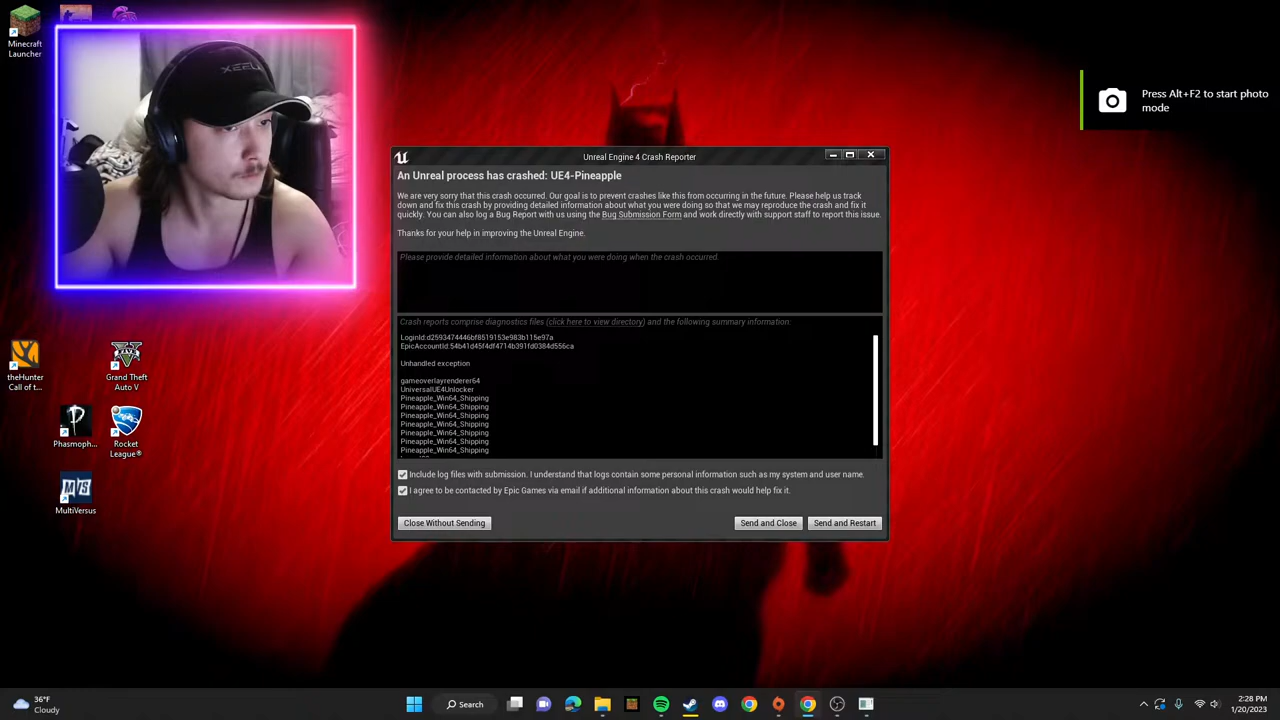 Minecraft
Launcher
XEELA
Press Alt+F2 to start photo
mode
Unreal Engine 4 Crash Reporter
An Unreal process has crashed: UE4-Pineapple
We are very sorry that this crash occurred. Our goal is to prevent crashes like this from occurring in the future. Please help us track
down and fix this crash by providing detailed information about what you were doing so that we may reproduce the crash and fix it
quickly. You can also log a Bug Report with us using the Bug Submission Form and work directly with support staff to report this issue.
Thanks for your help in improving the Unreal Engine.
Please provide detailed information about what you were doing when the crash occurred.
Crash reports comprise diagnostics files (click here to view directory) and the following summary information:
LoginId:d2593474446bf8519153e983b115e97a
EpicAccountId:54b41d45f4df4714b391fd0384d556ca
Unhandled exception
gameoverlayrenderer64
UniversalUE4Unlocker
Pineapple_Win64_Shipping
Pineapple_Win64_Shipping
Pineapple_Win64_Shipping
Pineapple_Win64_Shipping
Pineapple_Win64_Shipping
Pineapple_Win64_Shipping
Pineapple_Win64_Shipping
Include log files with submission. I understand that logs contain some personal information such as my system and user name.
I agree to be contacted by Epic Games via email if additional information about this crash would help fix it.
Close Without Sending
Send and Close
Send and Restart
theHunter
Call of t...
Grand Theft
Auto V
Phasmoph...
Rocket
League®
MultiVersus
36°F
Cloudy
Search
2:28 PM
1/20/2023